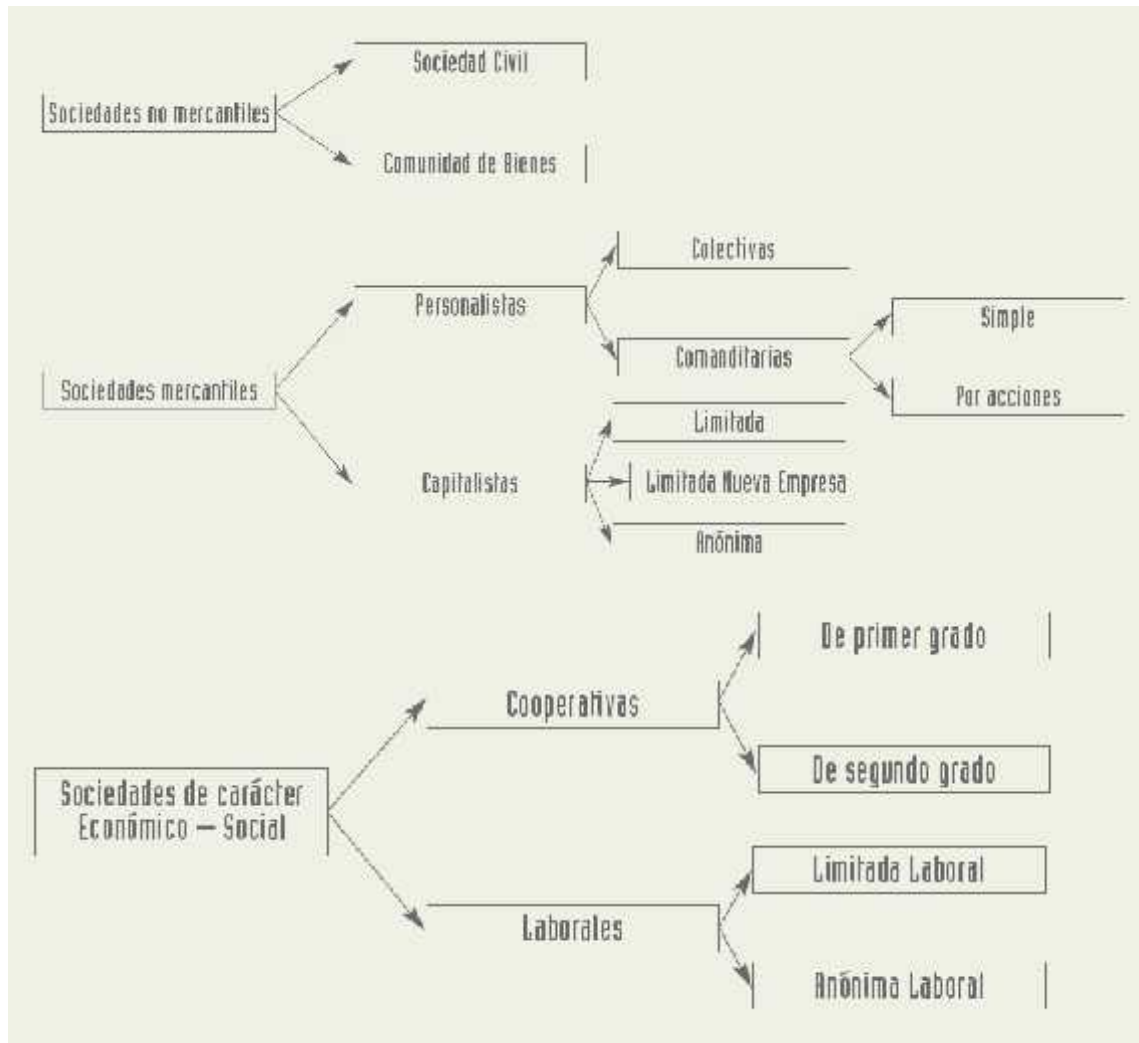 Sociedad Civil
Sociedades no mercantiles
Comunidad de Bienes
Colectivas
Personalistas
Simple
Comanditarias
Sociedades mercantiles
Por acciones
Limitada
Capitalistas
Limitada Nueva Empresa
Anónima
De primer grado
Cooperativas
De segundo grado
Sociedades de carácter
Económico – Social
Limitada Laboral
Laborales
Anónima Laboral